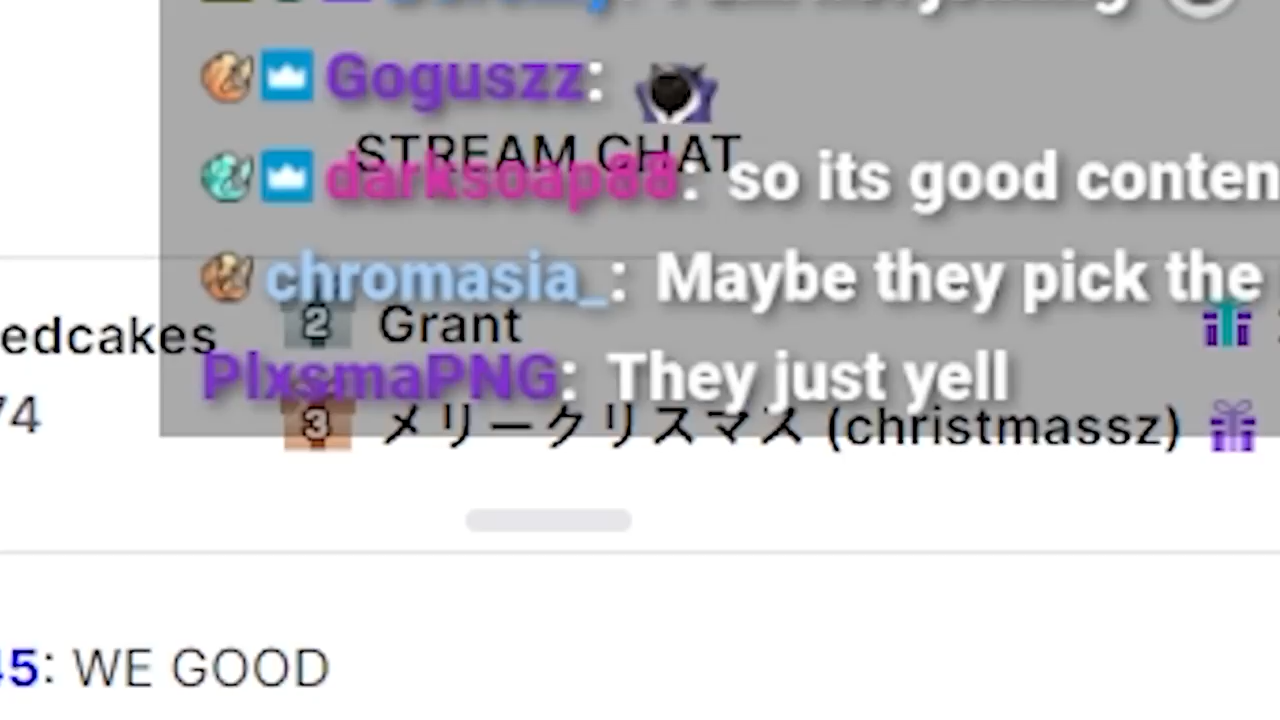 Goguszz:
STREAM CHAT
darksoap88: so its good conten
chromasia_: Maybe they pick the
edcakes
2 Grant
PlxsmaPNG: They just yell
74
3 メリークリスマス (christmassz)
45: WE GOOD